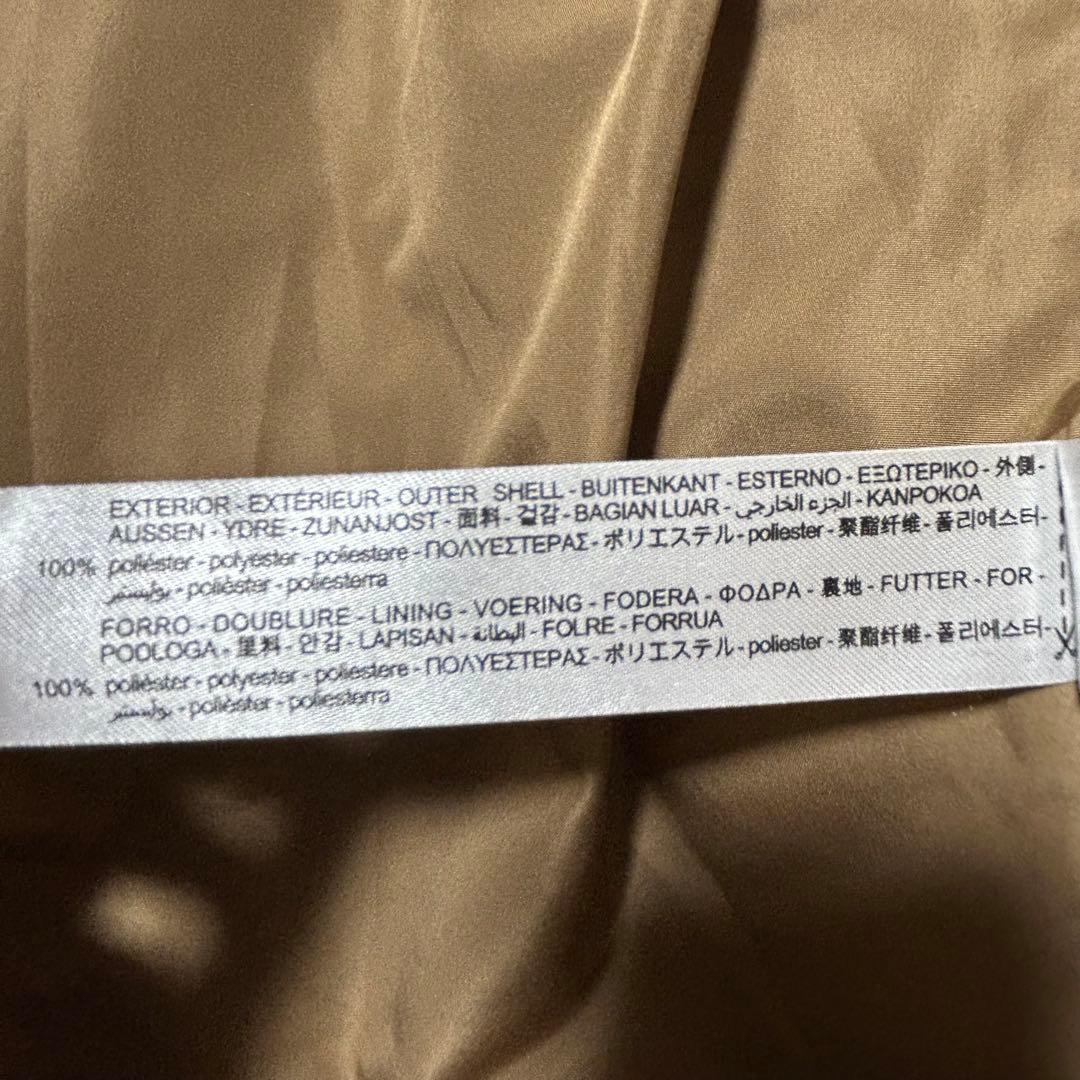 EXTERIOR - EXTÉRIEUR - OUTER SHELL - BUITENKANT - ESTERNO - ΕΞΩΤΕΡΙΚΟ - 外側 -
AUSSEN - YDRE - ZUNANJOST - 面料 - 겉감 - BAGIAN LUAR - الجزء الخارجي - KANPOKOA
100% poliéster - polyester - poliestere - ΠΟΛΥΕΣΤΕΡΑΣ - ポリエステル - poliester - 聚酯纤维 - 폴리에스터 -
بوليستر - polièster - poliesterra
FORRO - DOUBLURE - LINING - VOERING - FODERA - ΦΟΔΡΑ - 裏地 - FUTTER - FOR -
PODLOGA - 里料 - 안감 - LAPISAN - البطانة - FOLRE - FORRUA
100% poliéster - polyester - poliestere - ΠΟΛΥΕΣΤΕΡΑΣ - ポリエステル - poliester - 聚酯纤维 - 폴리에스터 -
بوليستر - polièster - poliesterra